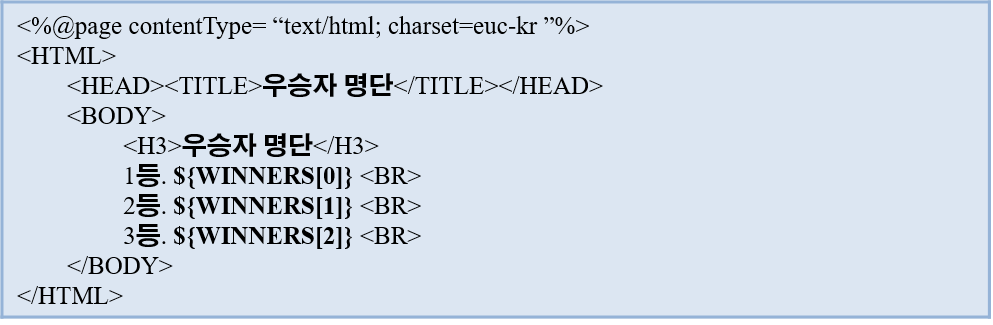 <%@page contentType= “text/html; charset=euc-kr ”%>
<HTML>
<HEAD><TITLE>우승자 명단</TITLE></HEAD>
<BODY>
<H3>우승자 명단</H3>
1등. ${WINNERS[0]} <BR>
2등. ${WINNERS[1]} <BR>
3등. ${WINNERS[2]} <BR>
</BODY>
</HTML>